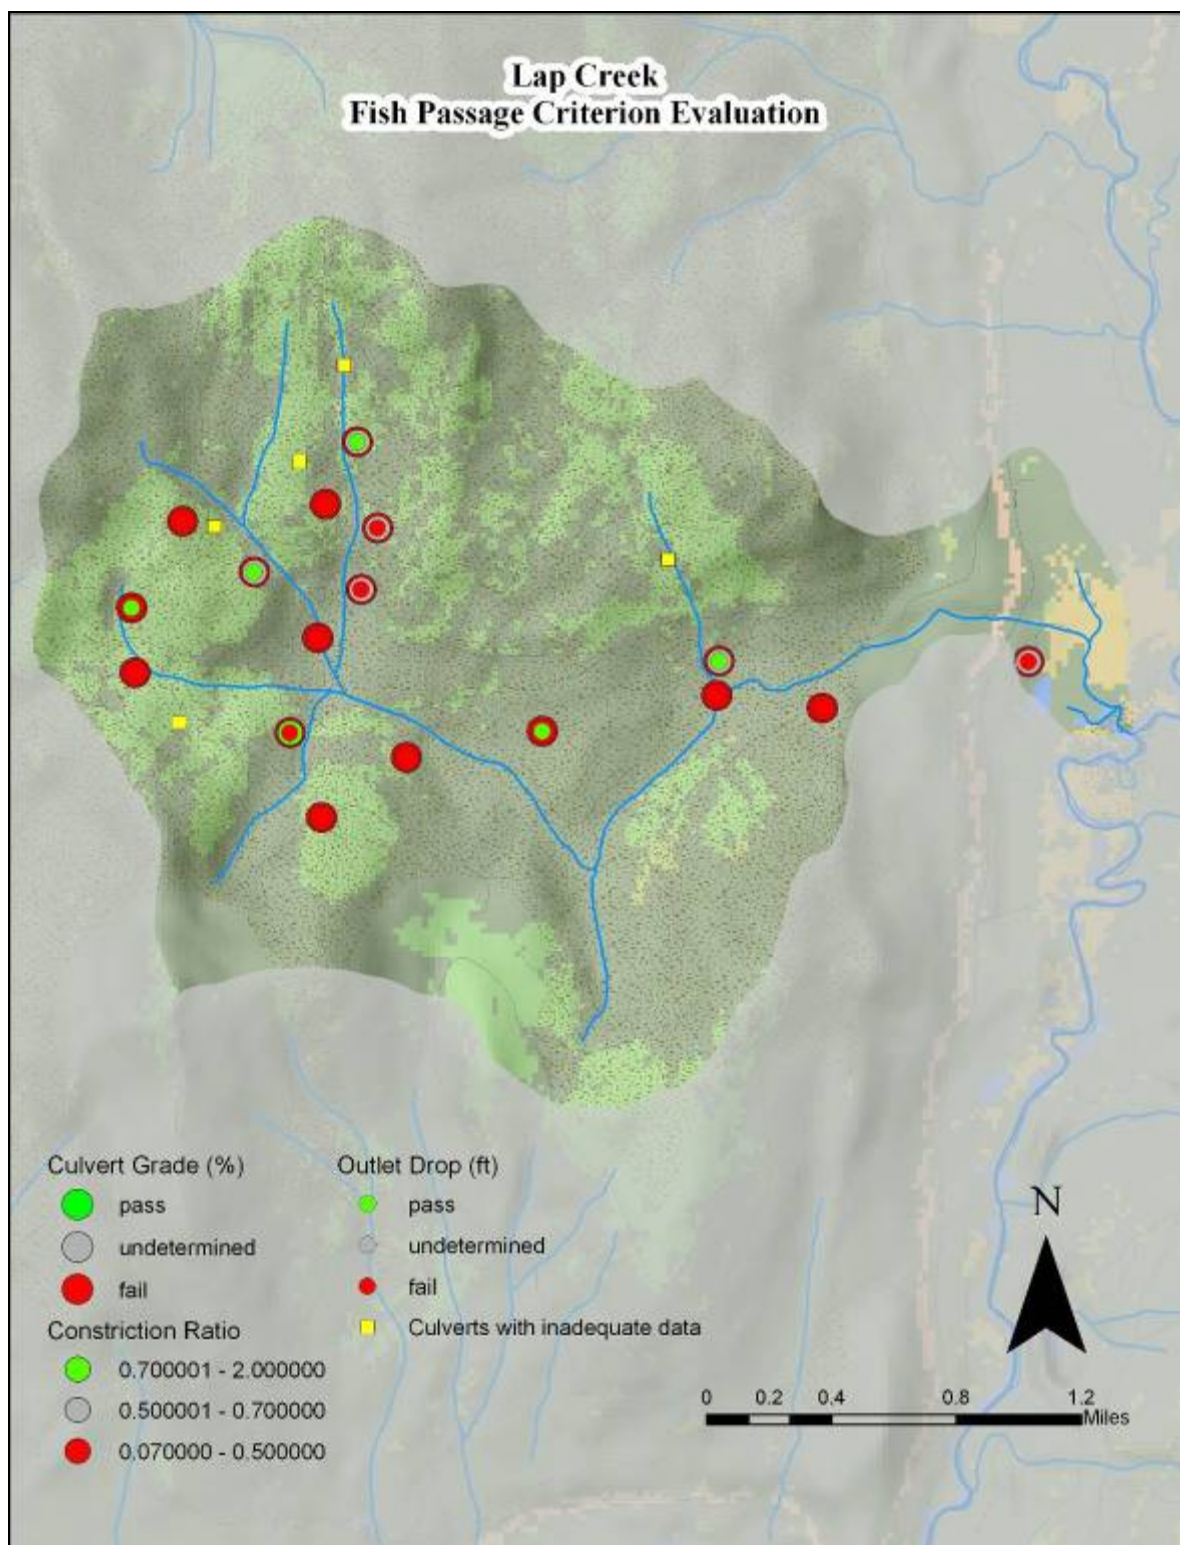 Lap Creek
Fish Passage Criterion Evaluation
Culvert Grade (%)
pass
undetermined
fail
Constriction Ratio
0.700001 - 2.000000
0.500001 - 0.700000
0.070000 - 0.500000
Outlet Drop (ft)
pass
undetermined
fail
Culverts with inadequate data
N
0 0.2 0.4 0.8 1.2
Miles